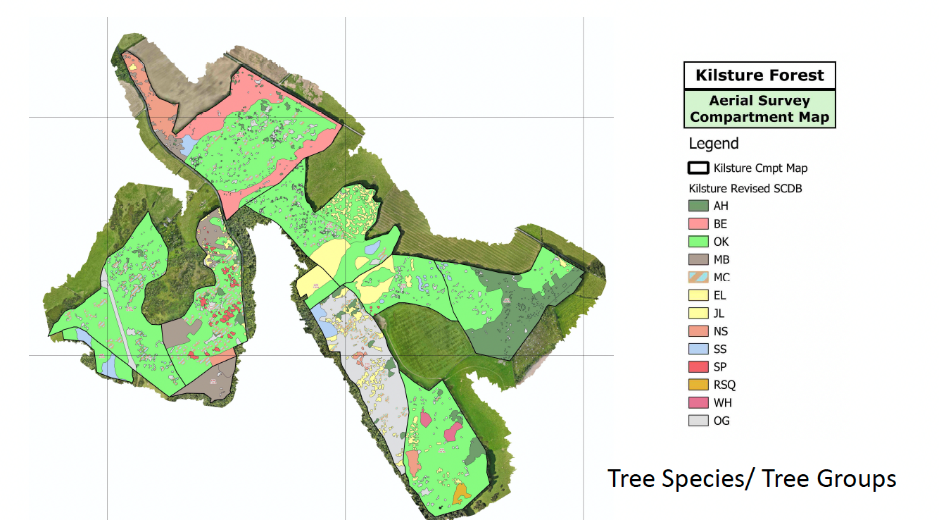 Kilsture Forest
Aerial Survey
Compartment Map
Legend
Kilsture Cmpt Map
Kilsture Revised SCDB
AH
BE
OK
MB
MC
EL
JL
NS
SS
SP
RSQ
WH
OG
Tree Species/ Tree Groups